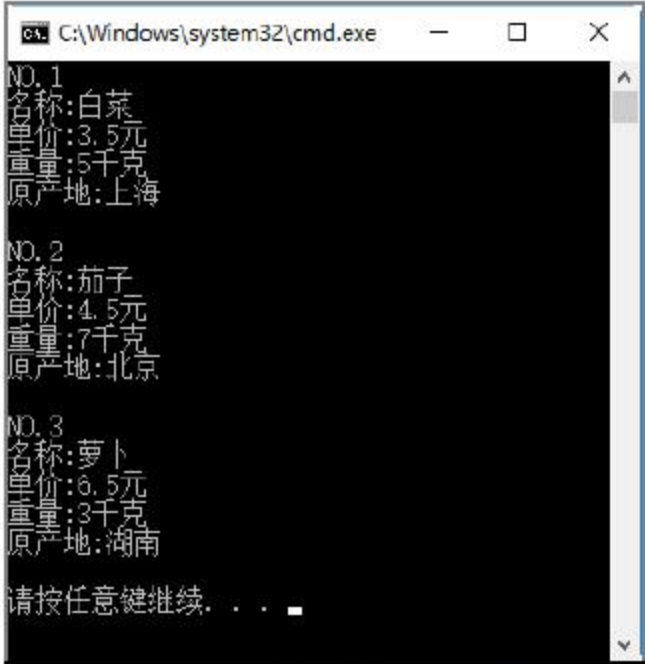 C:\Windows\system32\cmd.exe
NO.1
名称:白菜
单价:3.5元
重量:5千克
原产地:上海
NO.2
名称:茄子
单价:4.5元
重量:7千克
原产地:北京
NO.3
名称:萝卜
单价:6.5元
重量:3千克
原产地:湖南
请按任意键继续. . .